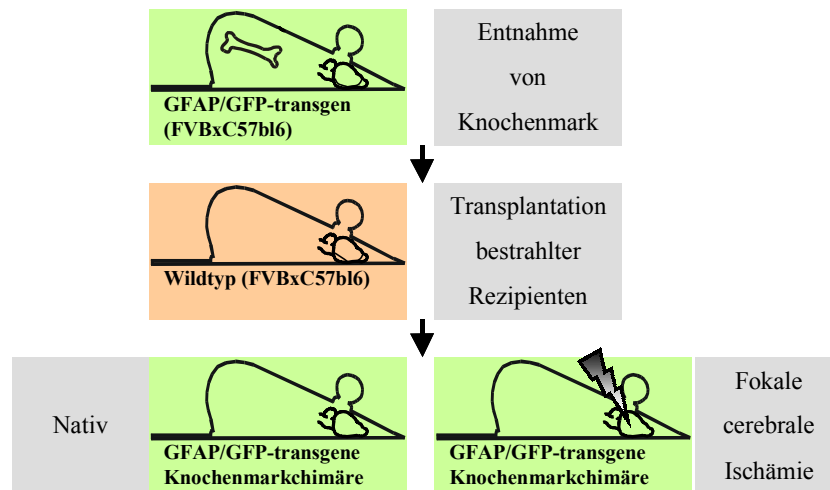 GFAP/GFP-transgen
(FVBxC57bl6)
Entnahme
von
Knochenmark
Wildtyp (FVBxC57bl6)
Transplantation
bestrahlter
Rezipienten
Nativ
GFAP/GFP-transgene
Knochenmarkchimäre
GFAP/GFP-transgene
Knochenmarkchimäre
Fokale
cerebrale
Ischämie